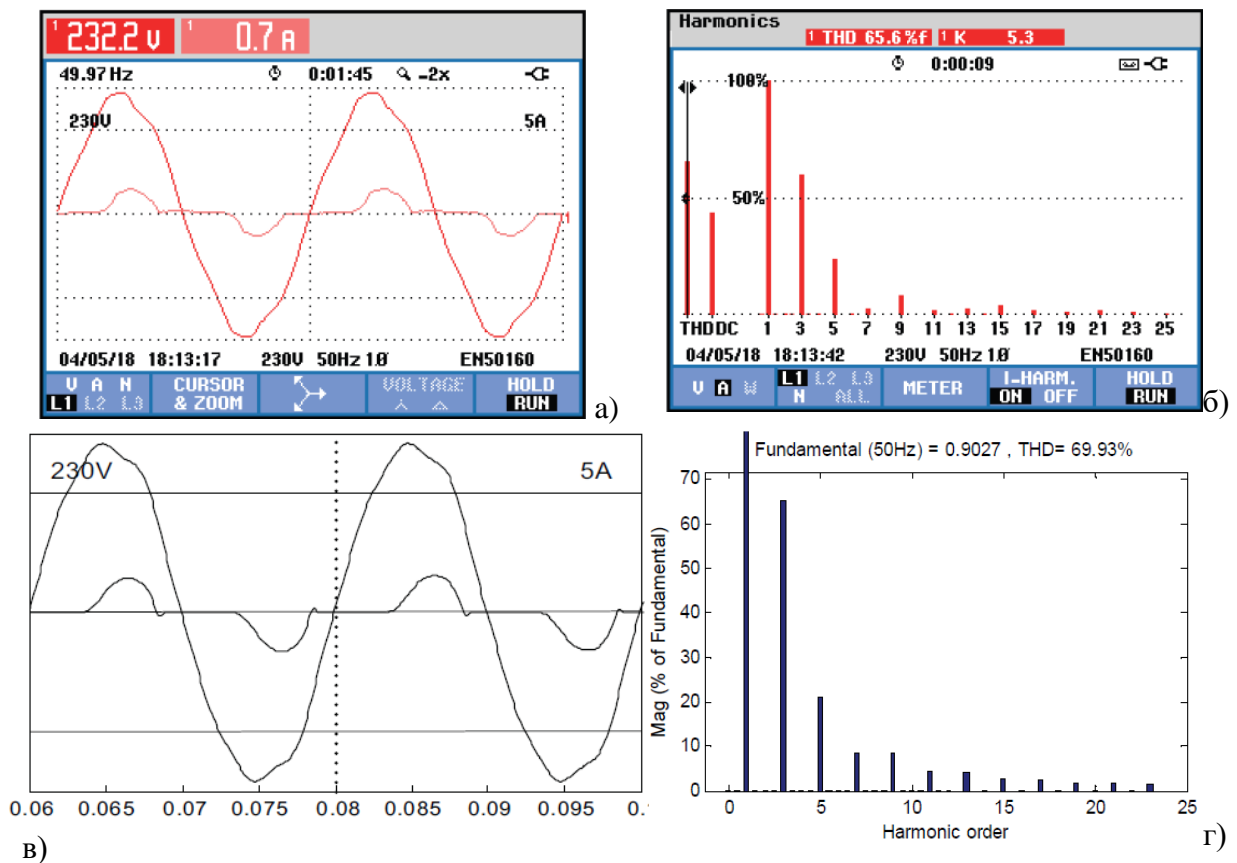 1 232.2 V 1 0.7 A
49.97 Hz 0:01:45 -2x
230V 5A
1
04/05/18 18:13:17 230V 50Hz 1Ø EN50160
V A N CURSOR VOLTAGE HOLD
L1 L2 L3 & ZOOM RUN
а)
Harmonics
1 THD 65.6 %f 1 K 5.3
0:00:09
100%
50%
THD DC 1 3 5 7 9 11 13 15 17 19 21 23 25
04/05/18 18:13:42 230V 50Hz 1Ø EN50160
V A W L1 L2 L3 METER I-HARM. HOLD
N ALL ON OFF RUN
б)
230V 5A
0.06 0.065 0.07 0.075 0.08 0.085 0.09 0.095 0.
в)
Fundamental (50Hz) = 0.9027 , THD= 69.93%
Mag (% of Fundamental)
70
60
50
40
30
20
10
0
0 5 10 15 20 25
Harmonic order
г)